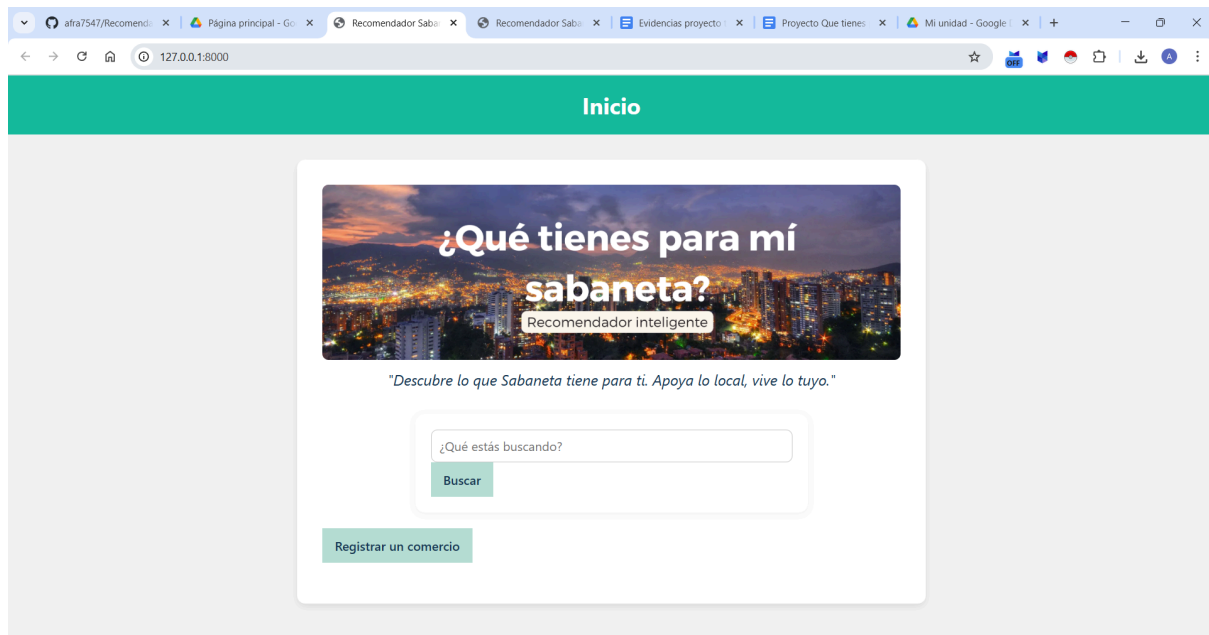 afra7547/Recomend
Página principal - Go
Recomendador Saba
Recomendador Saba
Evidencias proyecto
Proyecto Que tienes
Mi unidad - Google
127.0.0.1:8000
OFF
A
Inicio
¿Qué tienes para mí
sabaneta?
Recomendador inteligente
"Descubre lo que Sabaneta tiene para ti. Apoya lo local, vive lo tuyo."
¿Qué estás buscando?
Buscar
Registrar un comercio